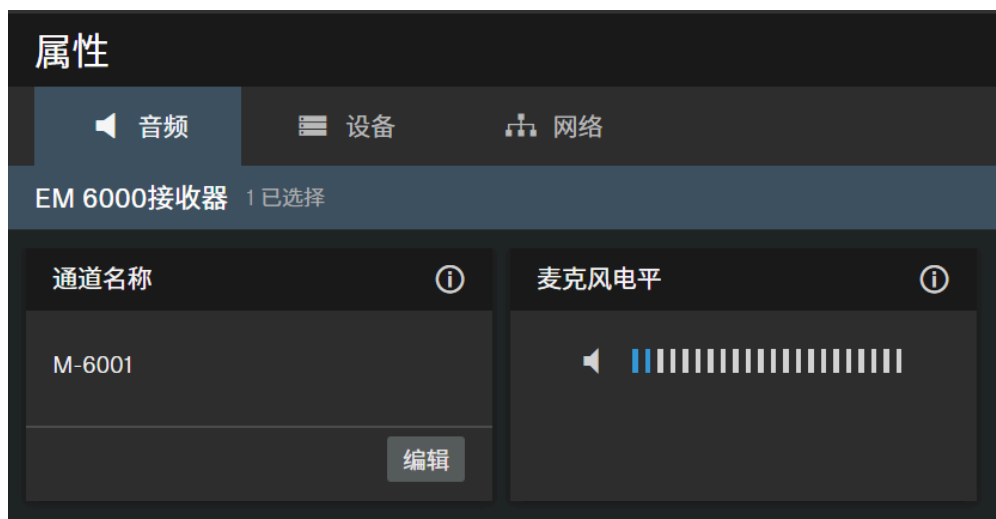 属性
音频 设备 网络
EM 6000接收器 1 已选择
通道名称 麦克风电平
M-6001
编辑